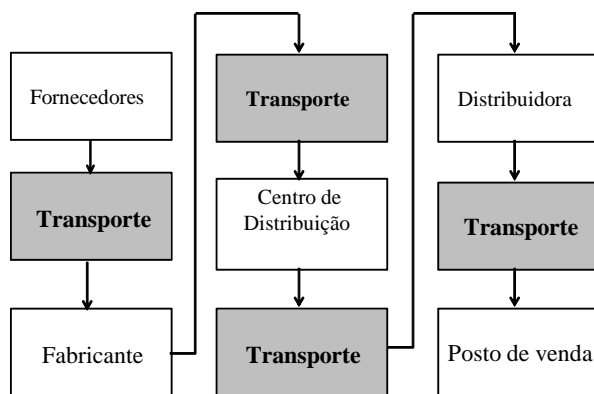 Fornecedores
Transporte
Fabricante
Transporte
Centro de
Distribuição
Transporte
Distribuidora
Transporte
Posto de venda